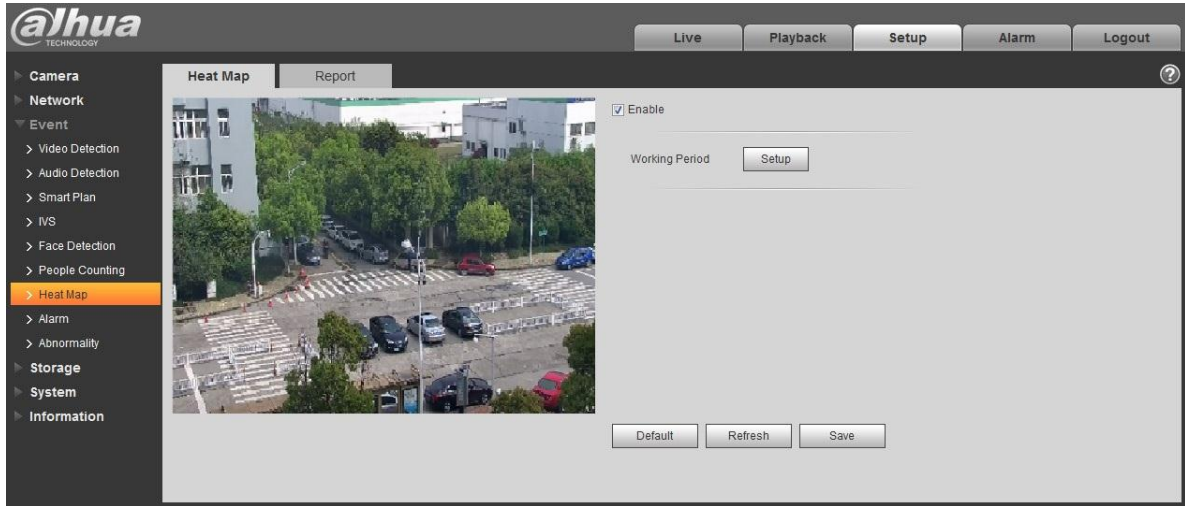 alhua
TECHNOLOGY
Live Playback Setup Alarm Logout
Camera
Network
Event
Video Detection
Audio Detection
Smart Plan
IVS
Face Detection
People Counting
Heat Map
Alarm
Abnormality
Storage
System
Information
Heat Map Report ?
Enable
Working Period Setup
Default Refresh Save